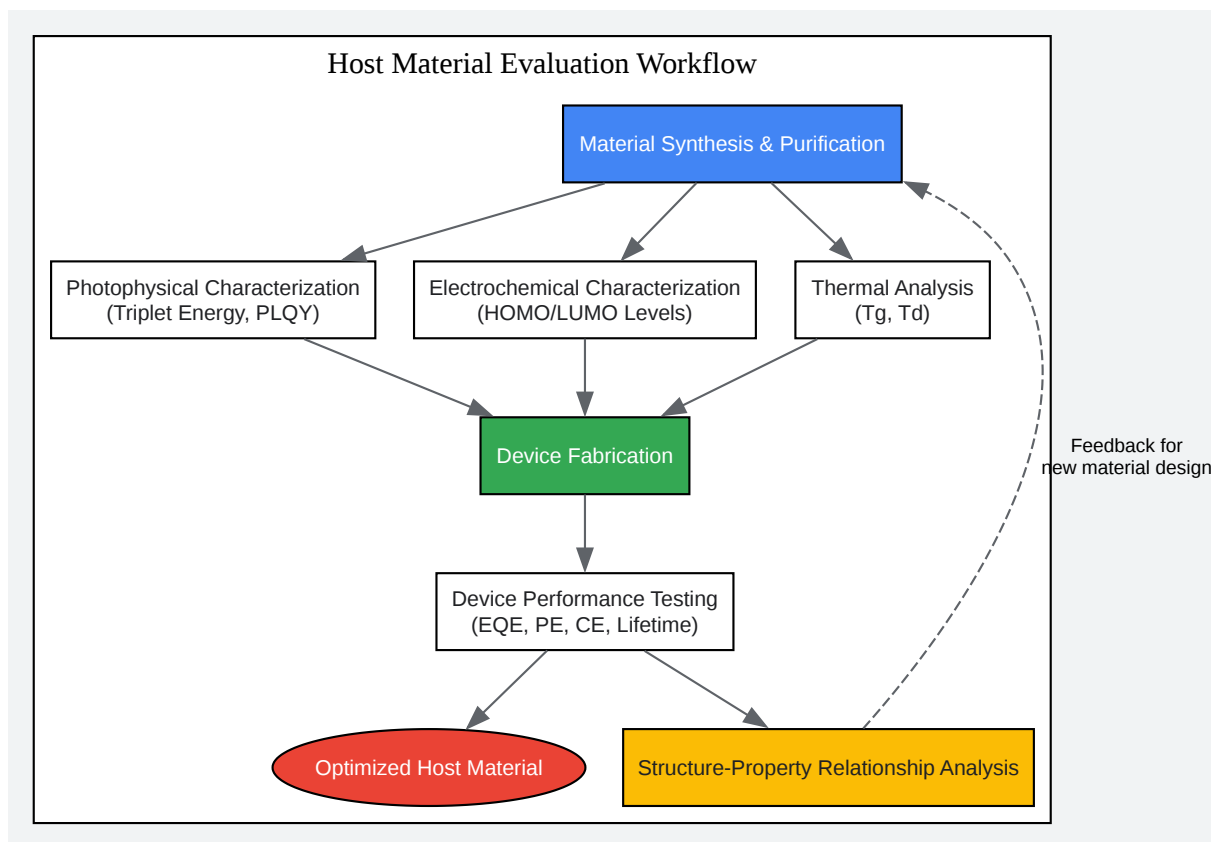 Host Material Evaluation Workflow
Material Synthesis & Purification
Photophysical Characterization
(Triplet Energy, PLQY)
Electrochemical Characterization
(HOMO/LUMO Levels)
Thermal Analysis
(Tg, Td)
Device Fabrication
Feedback for
new material design
Device Performance Testing
(EQE, PE, CE, Lifetime)
Optimized Host Material
Structure-Property Relationship Analysis